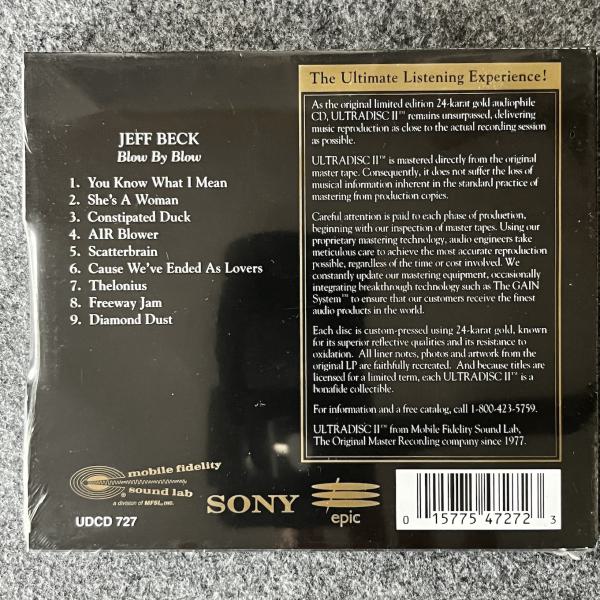 JEFF BECK
Blow By Blow
1. You Know What I Mean
2. She's A Woman
3. Constipated Duck
4. AIR Blower
5. Scatterbrain
6. Cause We've Ended As Lovers
7. Thelonius
8. Freeway Jam
9. Diamond Dust
The Ultimate Listening Experience!
As the original limited edition 24-karat gold audiophile
CD, ULTRADISC II™ remains unsurpassed, delivering
music reproduction as close to the actual recording session
as possible.
ULTRADISC II™ is mastered directly from the original
master tape. Consequently, it does not suffer the loss of
musical information inherent in the standard practice of
mastering from production copies.
Careful attention is paid to each phase of production,
beginning with our inspection of master tapes. Using our
proprietary mastering technology, audio engineers take
meticulous care to achieve the most accurate reproduction
possible, regardless of the time or cost involved. We
constantly update our mastering equipment, occasionally
integrating breakthrough technology such as The GAIN
System™ to ensure that our customers receive the finest
audio products in the world.
Each disc is custom-pressed using 24-karat gold, known
for its superior reflective qualities and its resistance to
oxidation. All liner notes, photos and artwork from the
original LP are faithfully recreated. And because titles are
licensed for a limited term, each ULTRADISC II™ is a
bonafide collectible.
For information and a free catalog, call 1-800-423-5759.
ULTRADISC II™ from Mobile Fidelity Sound Lab,
The Original Master Recording company since 1977.
mobile fidelity
sound lab
a division of MFSL, INC.
UDCD 727
SONY
epic
0 15775 47272 3